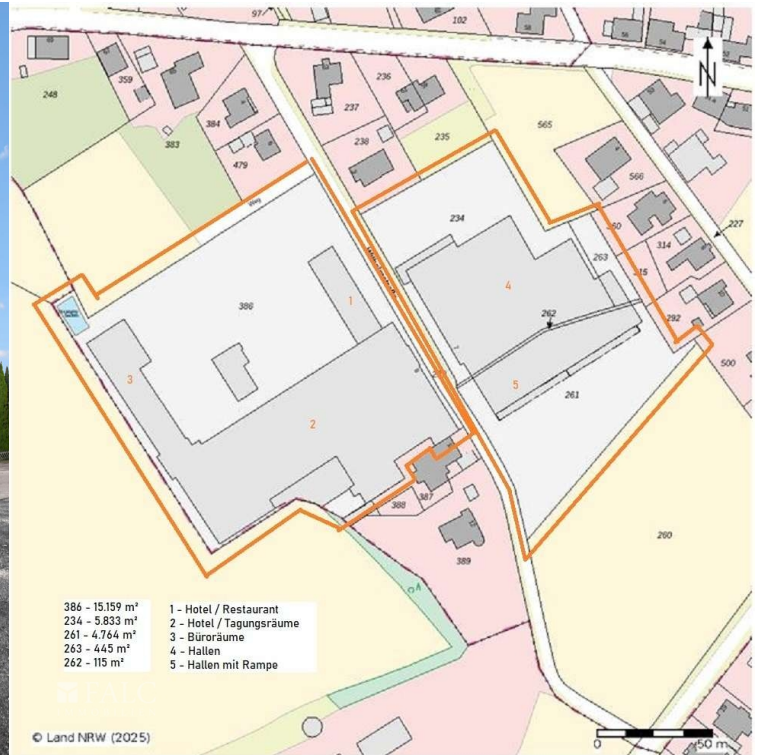 97
102
248
359
383
384
479
236
237
238
235
565
566
227
N
Weg
386
1
234
4
263
314
315
292
262
500
3
2
5
261
387
388
389
260
386 - 15.159 m²
234 - 5.833 m²
261 - 4.764 m²
263 - 445 m²
262 - 115 m²
1 - Hotel / Restaurant
2 - Hotel / Tagungsräume
3 - Büroräume
4 - Hallen
5 - Hallen mit Rampe
FALC
© Land NRW (2025)
0
50 m